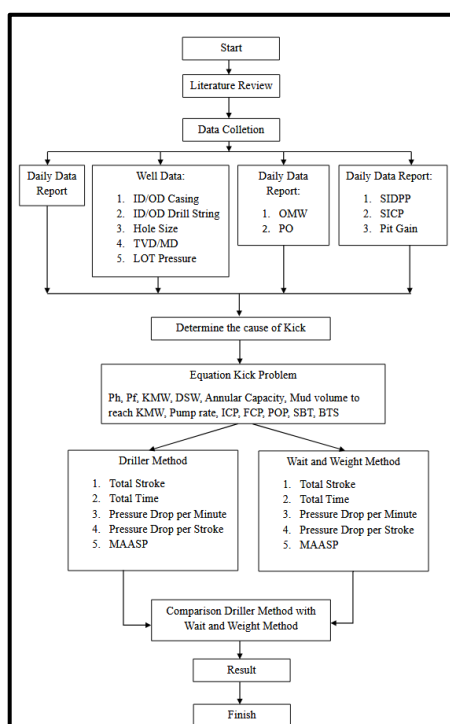 Start
Literature Review
Data Colletion
Daily Data
Report
Well Data:
1. ID/OD Casing
2. ID/OD Drill String
3. Hole Size
4. TVD/MD
5. LOT Pressure
Daily Data
Report:
1. OMW
2. PO
Daily Data Report:
1. SIDPP
2. SICP
3. Pit Gain
Determine the cause of Kick
Equation Kick Problem
Ph, Pf, KMW, DSW, Annular Capacity, Mud volume to
reach KMW, Pump rate, ICP, FCP, POP, SBT, BTS
Driller Method
1. Total Stroke
2. Total Time
3. Pressure Drop per Minute
4. Pressure Drop per Stroke
5. MAASP
Wait and Weight Method
1. Total Stroke
2. Total Time
3. Pressure Drop per Minute
4. Pressure Drop per Stroke
5. MAASP
Comparison Driller Method with
Wait and Weight Method
Result
Finish